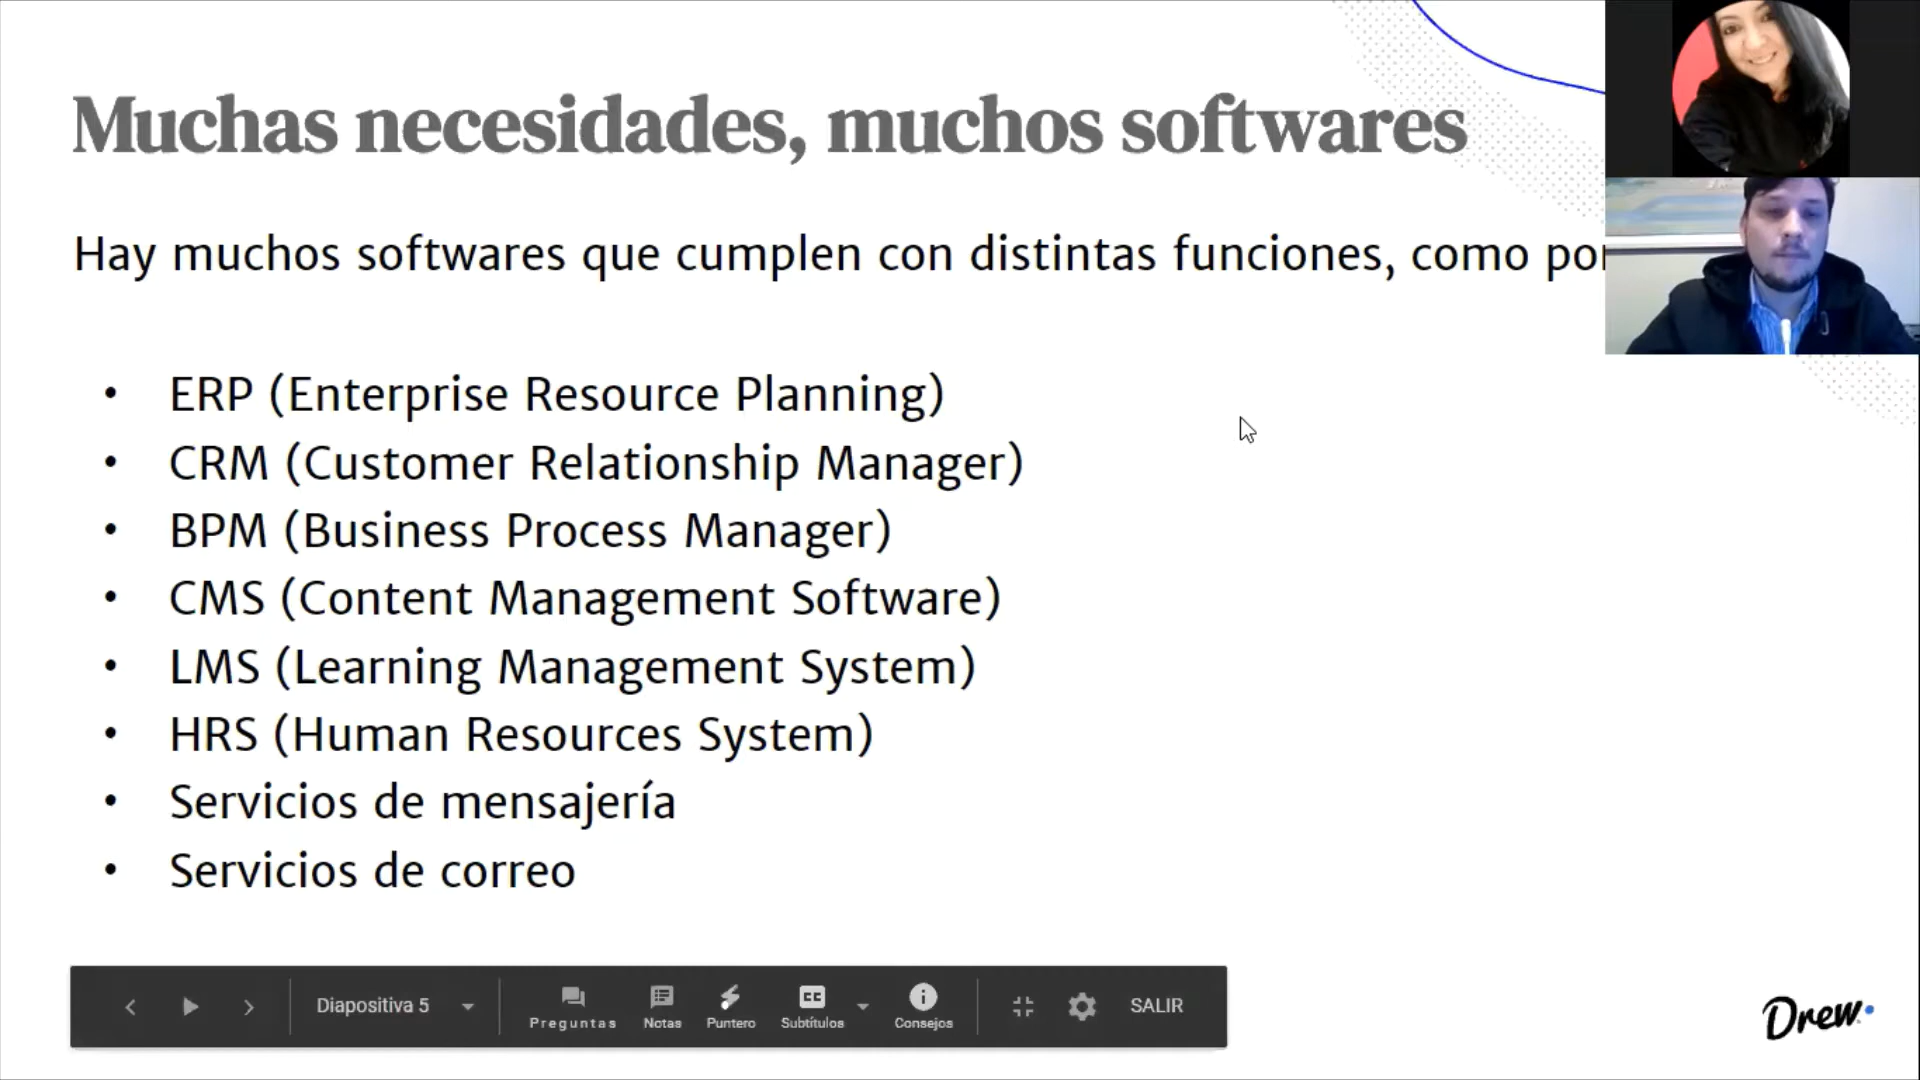 Muchas necesidades, muchos softwares
Hay muchos softwares que cumplen con distintas funciones, como
• ERP (Enterprise Resource Planning)
• CRM (Customer Relationship Manager)
• BPM (Business Process Manager)
• CMS (Content Management Software)
• LMS (Learning Management System)
• HRS (Human Resources System)
• Servicios de mensajería
• Servicios de correo
Diapositiva 5
Preguntas
Notas
Puntero
Subtítulos
Consejos
SALIR
Drew